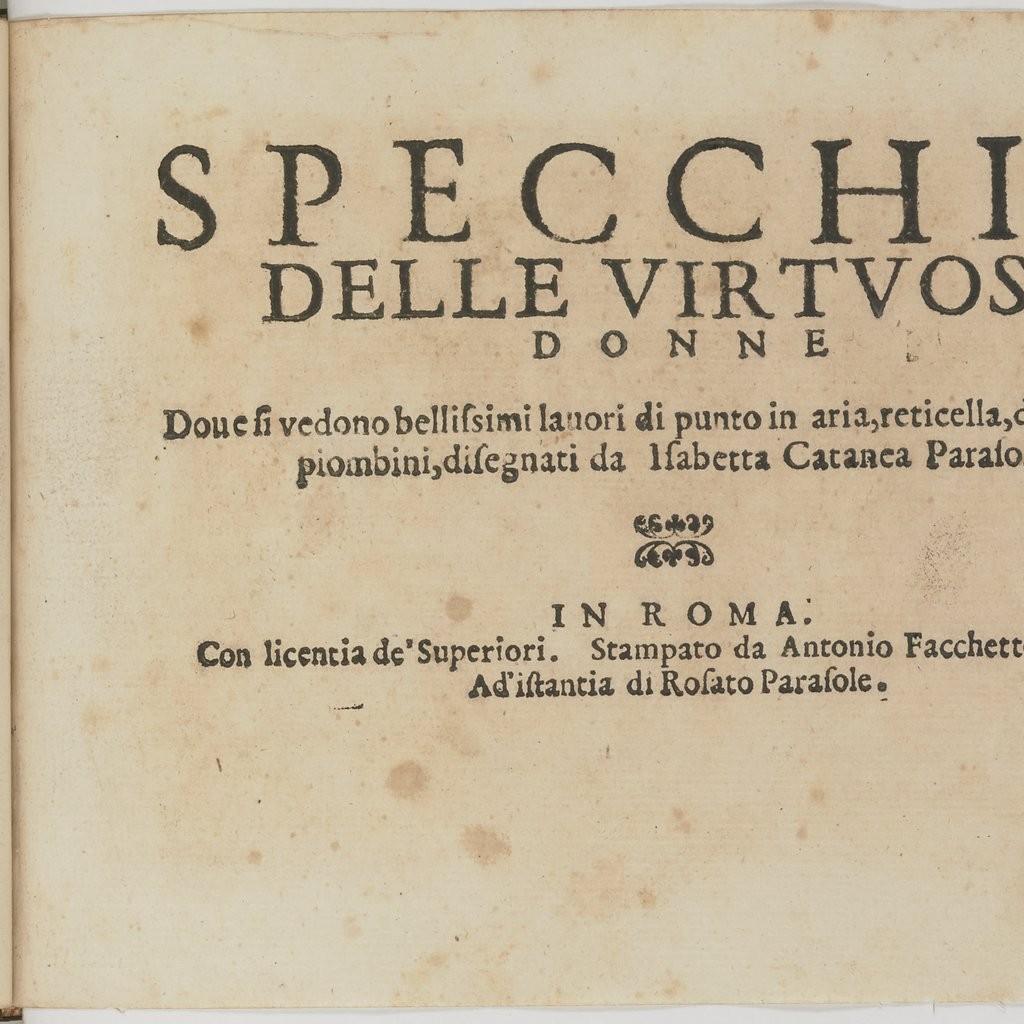 SPECCHI
DELLE VIRTVOS
DONNE
Doue ſi vedono belliſsimi lauori di punto in aria, reticella,
piombini, diſegnati da Iſabetta Catanea Paraſo
IN ROMA.
Con licentia de' Superiori. Stampato da Antonio Facchett
Ad'iſtantia di Roſato Paraſole.